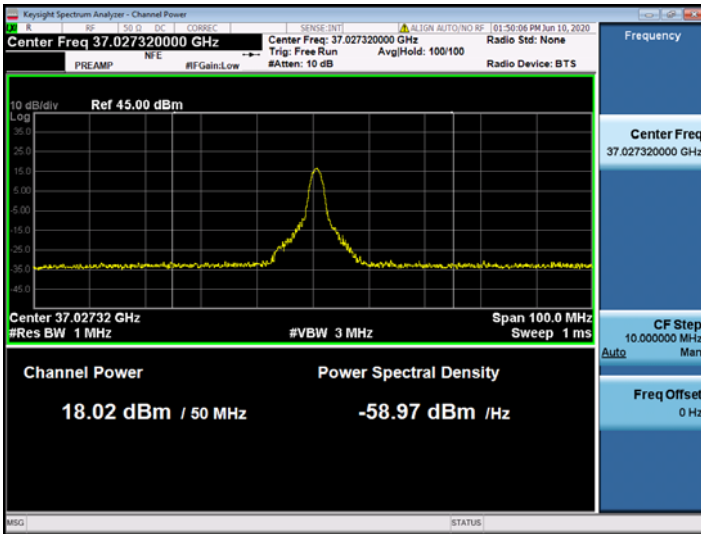 Keysight Spectrum Analyzer - Channel Power
R RF 50 Ω DC CORREC SENSE:INT ALIGN AUTO/NO RF 01:50:06 PM Jun 10, 2020
Center Freq 37.027320000 GHz
NFE
PREAMP #IFGain:Low
Center Freq: 37.027320000 GHz
Trig: Free Run Avg|Hold: 100/100
#Atten: 10 dB
Radio Std: None
Radio Device: BTS
Frequency
10 dB/div Ref 45.00 dBm
Log
35.0
25.0
15.0
5.00
-5.00
-15.0
-25.0
-35.0
-45.0
Center 37.02732 GHz Span 100.0 MHz
#Res BW 1 MHz #VBW 3 MHz Sweep 1 ms
Channel Power Power Spectral Density
18.02 dBm / 50 MHz -58.97 dBm /Hz
Center Freq
37.027320000 GHz
CF Step
10.000000 MHz
Auto Man
Freq Offset
0 Hz
MSG STATUS